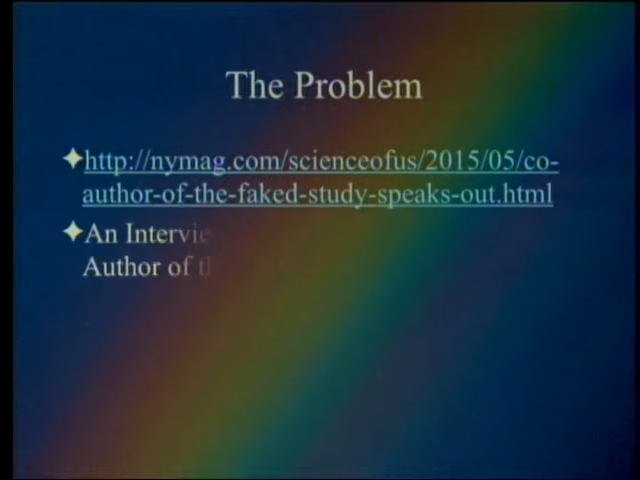 The Problem
http://nymag.com/scienceofus/2015/05/co-
author-of-the-faked-study-speaks-out.html
An Intervie
Author of t